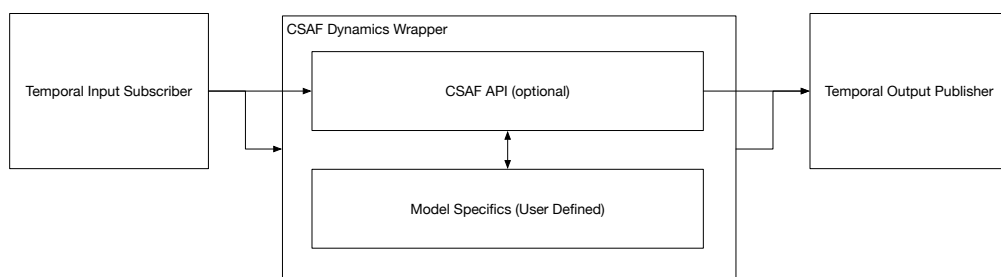 CSAF Dynamics Wrapper
Temporal Input Subscriber
CSAF API (optional)
Temporal Output Publisher
Model Specifics (User Defined)